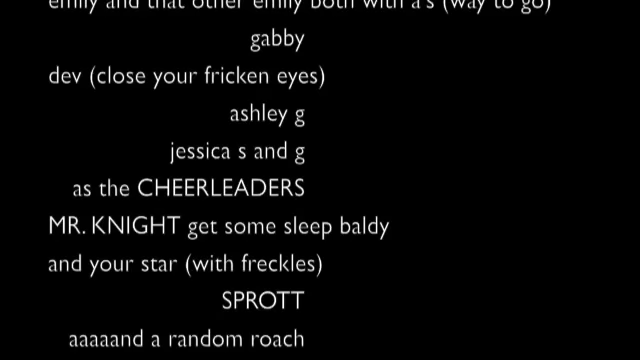 emily and that other emily both with a's (way to go)
gabby
dev (close your fricken eyes)
ashley g
jessica s and g
as the CHEERLEADERS
MR. KNIGHT get some sleep baldy
and your star (with freckles)
SPROTT
aaaaand a random roach